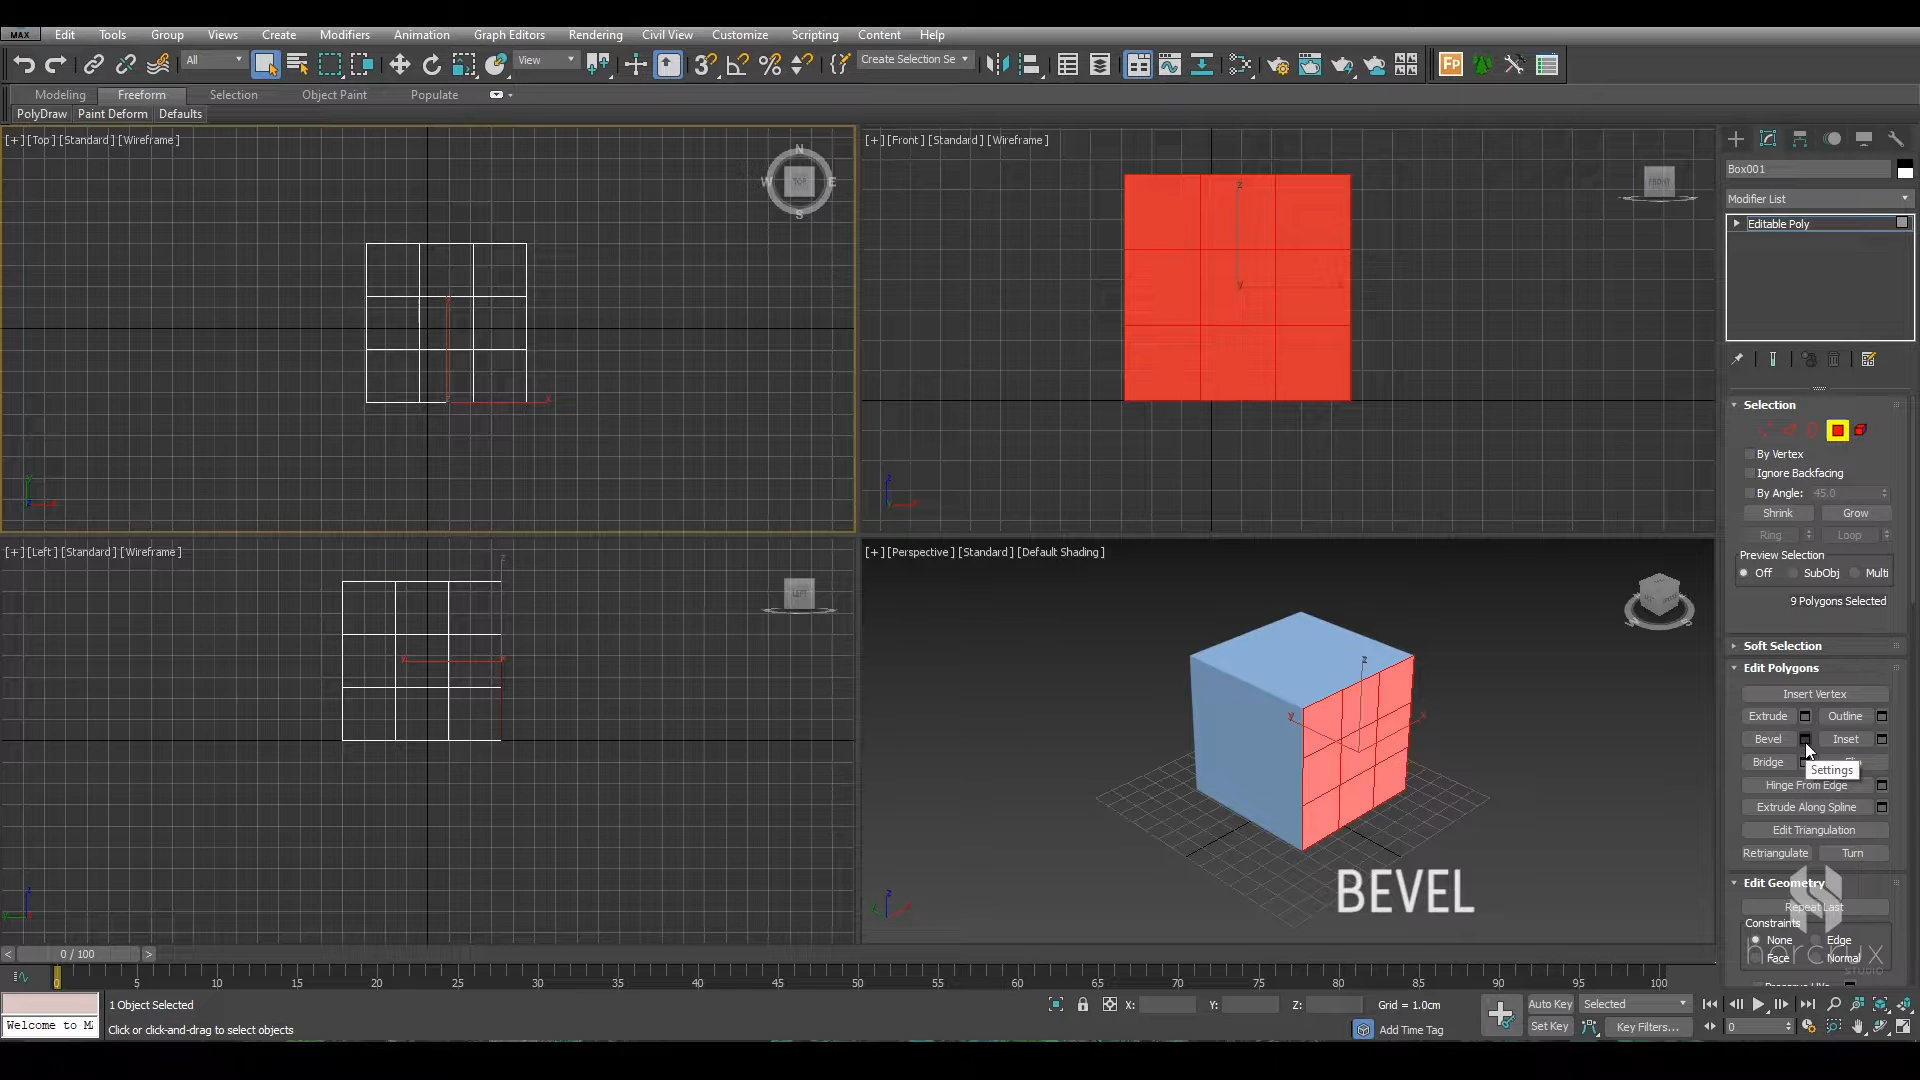 MAX Edit Tools Group Views Create Modifiers Animation Graph Editors Rendering Civil View Customize Scripting Content Help
All View Create Selection Se Fp
Modeling Freeform Selection Object Paint Populate
PolyDraw Paint Deform Defaults
[+] [Top] [Standard] [Wireframe]
N
W TOP E
S
[+] [Front] [Standard] [Wireframe]
FRONT
z
y
x
[+] [Left] [Standard] [Wireframe]
LEFT
[+] [Perspective] [Standard] [Default Shading]
z
y
x
BEVEL
Box001
Modifier List
Editable Poly
Selection
By Vertex
Ignore Backfacing
By Angle: 45.0
Shrink Grow
Ring Loop
Preview Selection
Off SubObj Multi
9 Polygons Selected
Soft Selection
Edit Polygons
Insert Vertex
Extrude Outline
Bevel Inset
Bridge
Settings
Hinge From Edge
Extrude Along Spline
Edit Triangulation
Retriangulate Turn
Edit Geometry
Repeat Last
Constraints
None Edge
Face Normal
horcrux
STUDIO
< 0 / 100 >
0 5 10 15 20 25 30 35 40 45 50 55 60 65 70 75 80 85 90 95 100
1 Object Selected
X: Y: Z: Grid = 1.0cm
Auto Key Selected
Welcome to M
Click or click-and-drag to select objects
Add Time Tag
Set Key Key Filters...
0